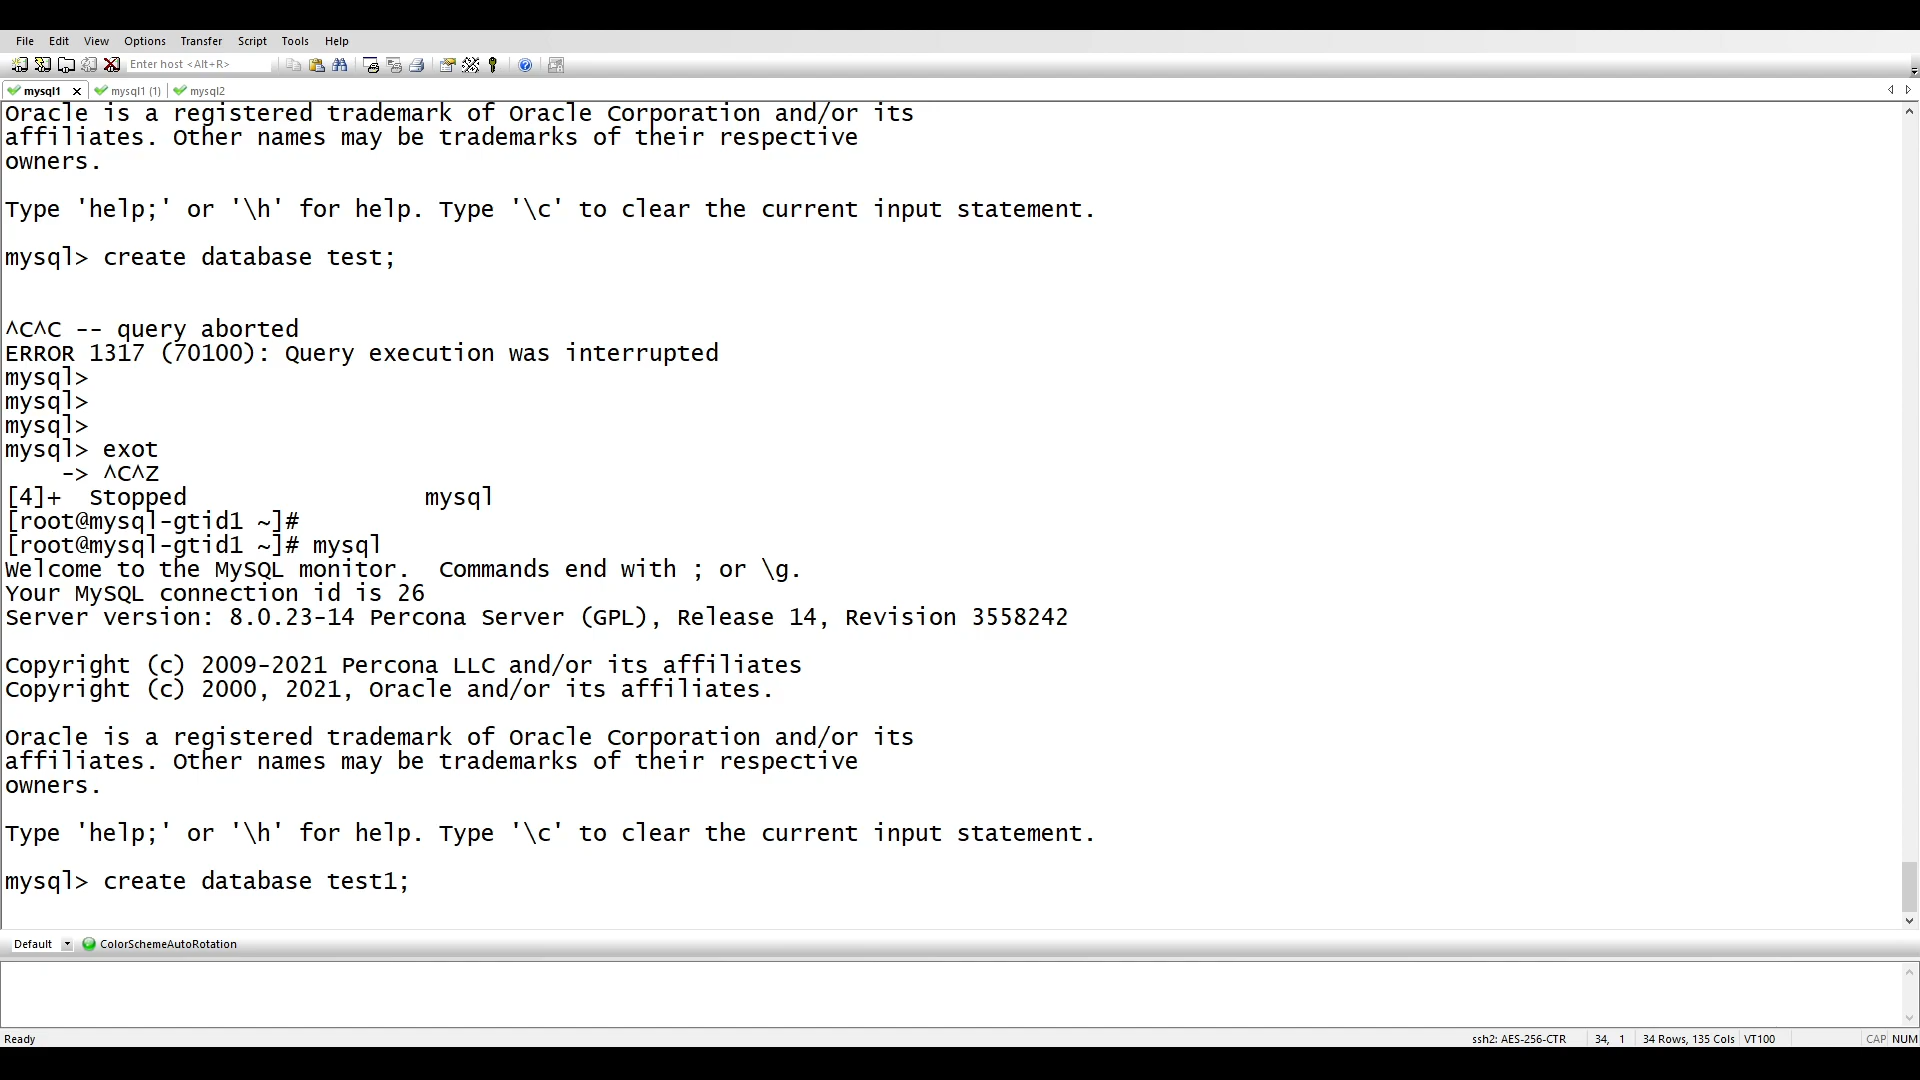 File Edit View Options Transfer Script Tools Help
Enter host <Alt+R>
mysql1 mysql1 (1) mysql2
Oracle is a registered trademark of Oracle Corporation and/or its
affiliates. Other names may be trademarks of their respective
owners.
Type 'help;' or '\h' for help. Type '\c' to clear the current input statement.
mysql> create database test;
^C^C -- query aborted
ERROR 1317 (70100): Query execution was interrupted
mysql>
mysql>
mysql>
mysql> exot
    -> ^C^Z
[4]+  Stopped                 mysql
[root@mysql-gtid1 ~]#
[root@mysql-gtid1 ~]# mysql
Welcome to the MySQL monitor.  Commands end with ; or \g.
Your MySQL connection id is 26
Server version: 8.0.23-14 Percona Server (GPL), Release 14, Revision 3558242
Copyright (c) 2009-2021 Percona LLC and/or its affiliates
Copyright (c) 2000, 2021, Oracle and/or its affiliates.
Oracle is a registered trademark of Oracle Corporation and/or its
affiliates. Other names may be trademarks of their respective
owners.
Type 'help;' or '\h' for help. Type '\c' to clear the current input statement.
mysql> create database test1;
Default ColorSchemeAutoRotation
Ready ssh2: AES-256-CTR 34, 1 34 Rows, 135 Cols VT100 CAP NUM